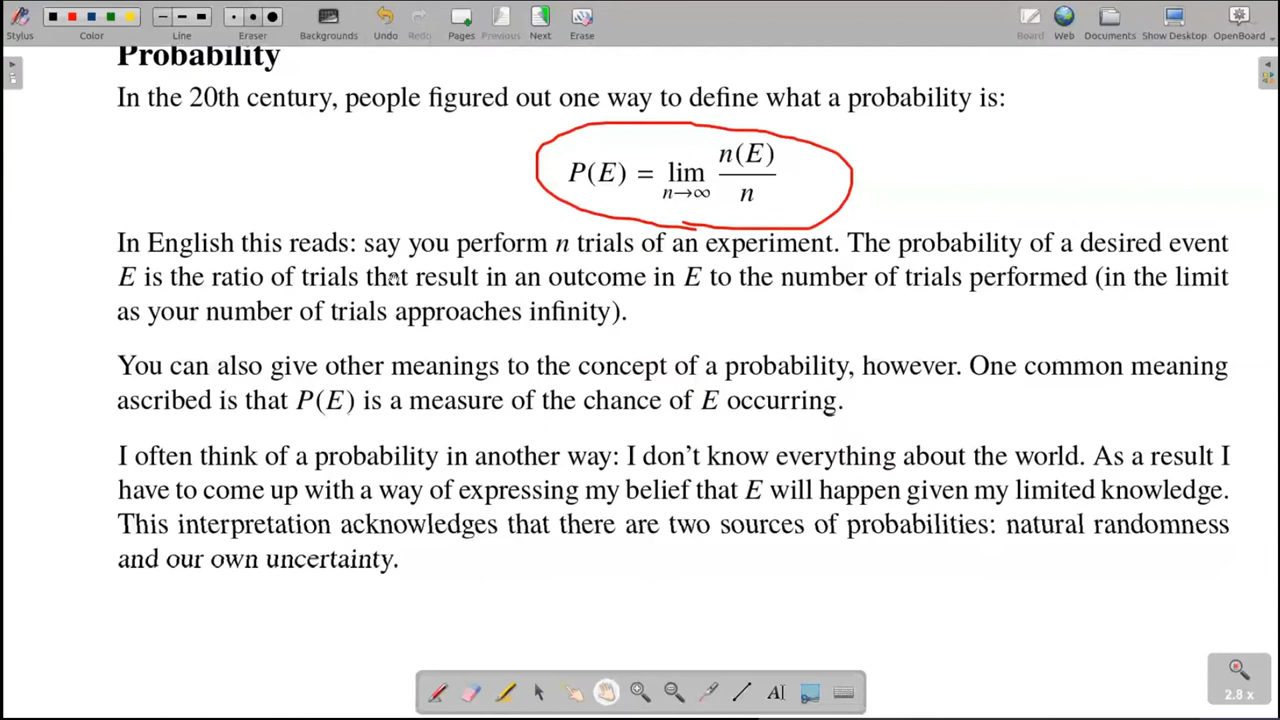 Stylus Color Line Eraser Backgrounds Undo Redo Pages Previous Next Erase Board Web Documents Show Desktop OpenBoard
Probability
In the 20th century, people figured out one way to define what a probability is:
P(E) = lim n→∞ n(E)/n
In English this reads: say you perform n trials of an experiment. The probability of a desired event
E is the ratio of trials that result in an outcome in E to the number of trials performed (in the limit
as your number of trials approaches infinity).
You can also give other meanings to the concept of a probability, however. One common meaning
ascribed is that P(E) is a measure of the chance of E occurring.
I often think of a probability in another way: I don’t know everything about the world. As a result I
have to come up with a way of expressing my belief that E will happen given my limited knowledge.
This interpretation acknowledges that there are two sources of probabilities: natural randomness
and our own uncertainty.
AI
2.8 x